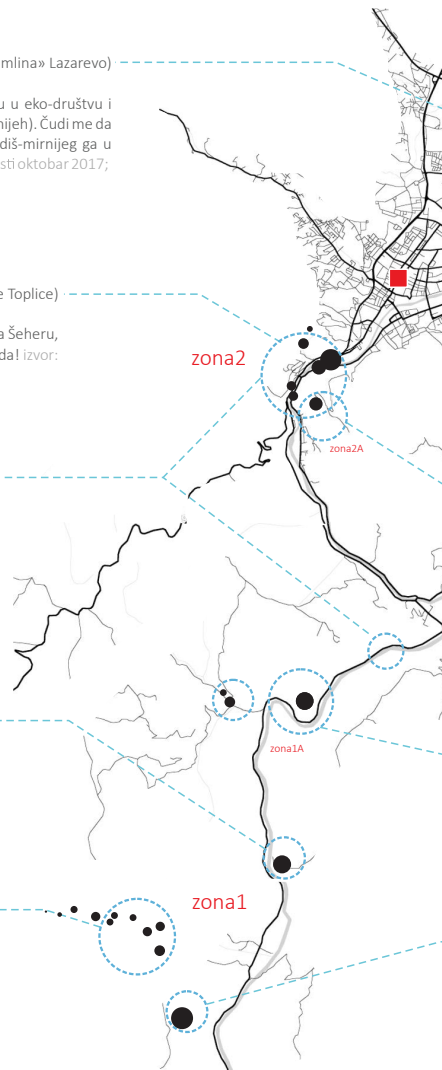 mlina» Lazarevo)
u u eko-društvu i
nijeh). Čudi me da
diš-mirnijeg ga u
sti oktobar 2017;
e Toplice)
a Šeheru,
da! izvor:
zona2
zona2A
zona1A
zona1